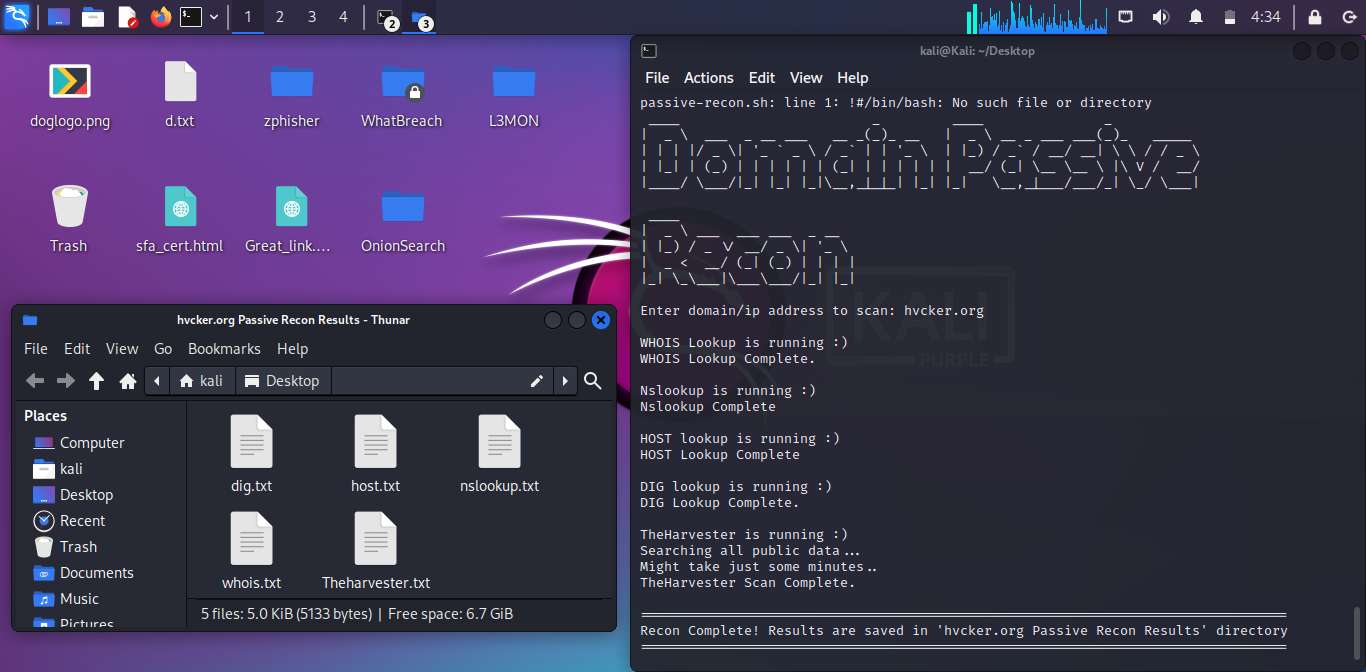 1 2 3 4
2
3
4:34
doglogo.png
d.txt
zphisher
WhatBreach
L3MON
Trash
sfa_cert.html
Great_link....
OnionSearch
hvcker.org Passive Recon Results - Thunar
File Edit View Go Bookmarks Help
kali Desktop
Places
Computer
kali
Desktop
Recent
Trash
Documents
Music
Pictures
dig.txt
host.txt
nslookup.txt
whois.txt
Theharvester.txt
5 files: 5.0 KiB (5133 bytes) | Free space: 6.7 GiB
kali@Kali: ~/Desktop
File Actions Edit View Help
passive-recon.sh: line 1: !#/bin/bash: No such file or directory
Domain Passive
Recon
Enter domain/ip address to scan: hvcker.org
WHOIS Lookup is running :)
WHOIS Lookup Complete.
Nslookup is running :)
Nslookup Complete
HOST lookup is running :)
HOST Lookup Complete
DIG lookup is running :)
DIG Lookup Complete.
TheHarvester is running :)
Searching all public data...
Might take just some minutes..
TheHarvester Scan Complete.
Recon Complete! Results are saved in 'hvcker.org Passive Recon Results' directory
KALI
PURPLE